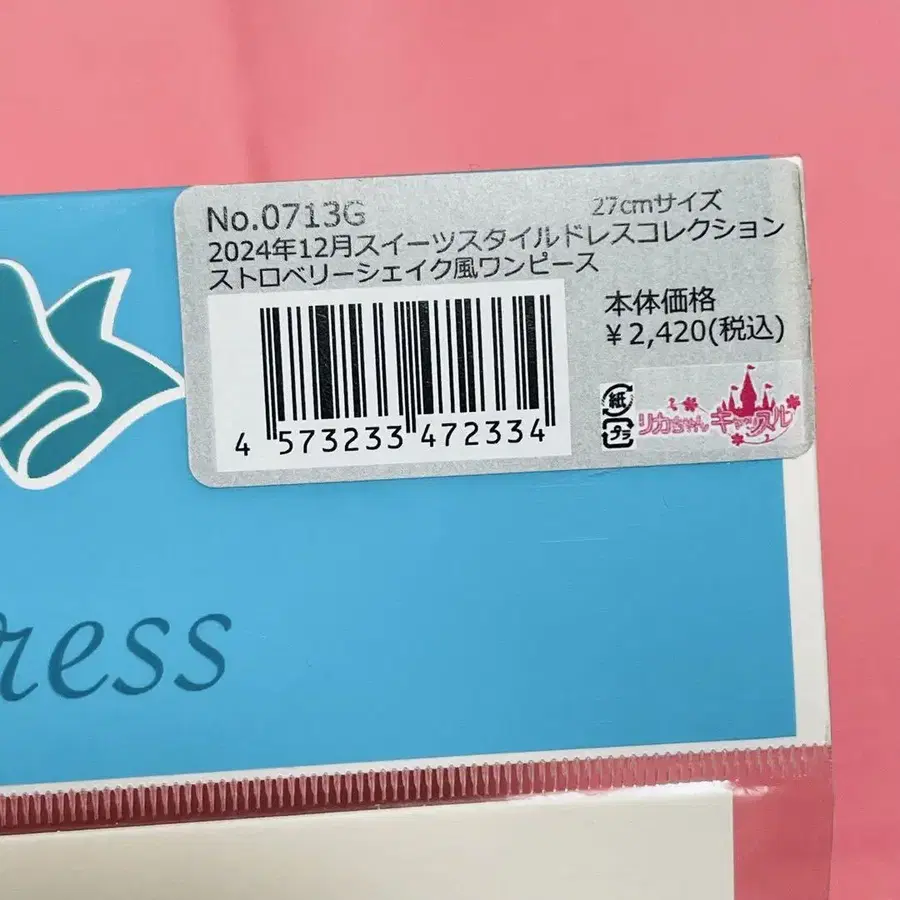 No.0713G 27cmサイズ
2024年12月スイーツスタイルドレスコレクション
ストロベリーシェイク風ワンピース
本体価格
¥2,420(税込)
4 573233 472334
紙
プラ
リカちゃん キャッスル
ress